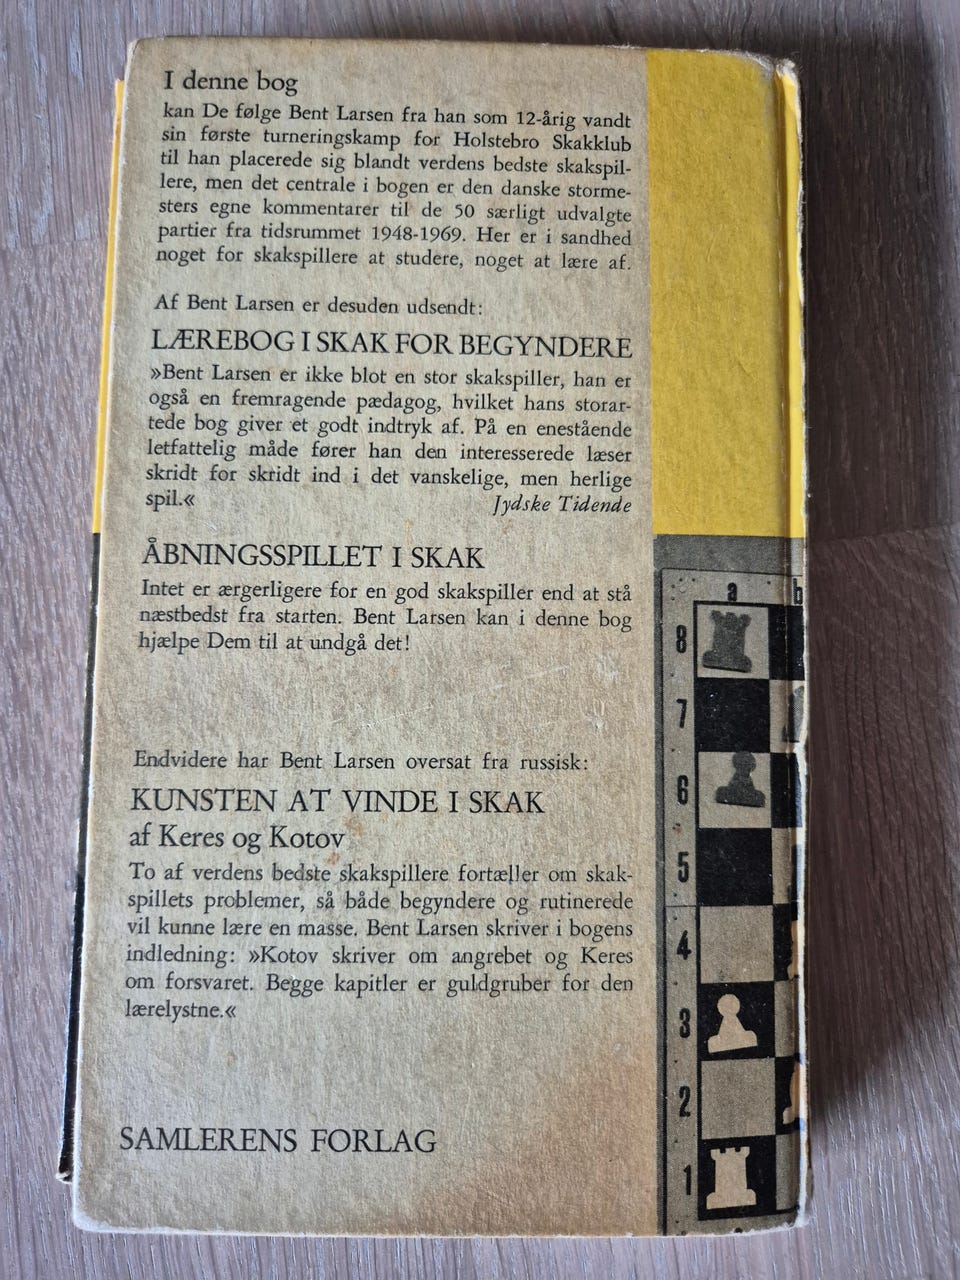 I denne bog
kan De følge Bent Larsen fra han som 12-årig vandt
sin første turneringskamp for Holstebro Skakklub
til han placerede sig blandt verdens bedste skakspil-
lere, men det centrale i bogen er den danske storme-
sters egne kommentarer til de 50 særligt udvalgte
partier fra tidsrummet 1948-1969. Her er i sandhed
noget for skakspillere at studere, noget at lære af.
Af Bent Larsen er desuden udsendt:
LÆREBOG I SKAK FOR BEGYNDERE
»Bent Larsen er ikke blot en stor skakspiller, han er
også en fremragende pædagog, hvilket hans storar-
tede bog giver et godt indtryk af. På en enestående
letfattelig måde fører han den interesserede læser
skridt for skridt ind i det vanskelige, men herlige
spil.« Jydske Tidende
ÅBNINGSSPILLET I SKAK
Intet er ærgerligere for en god skakspiller end at stå
næstbedst fra starten. Bent Larsen kan i denne bog
hjælpe Dem til at undgå det!
Endvidere har Bent Larsen oversat fra russisk:
KUNSTEN AT VINDE I SKAK
af Keres og Kotov
To af verdens bedste skakspillere fortæller om skak-
spillets problemer, så både begyndere og rutinerede
vil kunne lære en masse. Bent Larsen skriver i bogens
indledning: »Kotov skriver om angrebet og Keres
om forsvaret. Begge kapitler er guldgruber for den
lærelystne.«
SAMLERENS FORLAG
a b
8
7
6
5
4
3
2
1